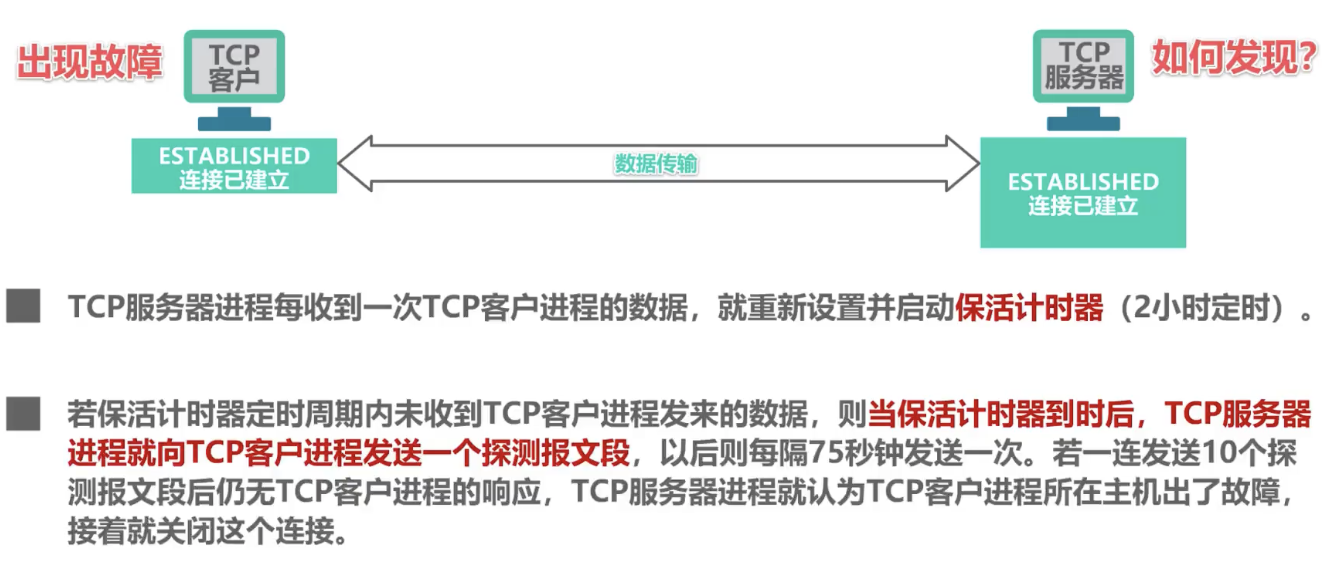 出现故障
TCP
客户
TCP
服务器
如何发现？
ESTABLISHED
连接已建立
数据传输
ESTABLISHED
连接已建立
TCP服务器进程每收到一次TCP客户进程的数据，就重新设置并启动保活计时器（2小时定时）。
若保活计时器定时周期内未收到TCP客户进程发来的数据，则当保活计时器到时后，TCP服务器
进程就向TCP客户进程发送一个探测报文段，以后则每隔75秒钟发送一次。若一连发送10个探
测报文段后仍无TCP客户进程的响应，TCP服务器进程就认为TCP客户进程所在主机出了故障，
接着就关闭这个连接。